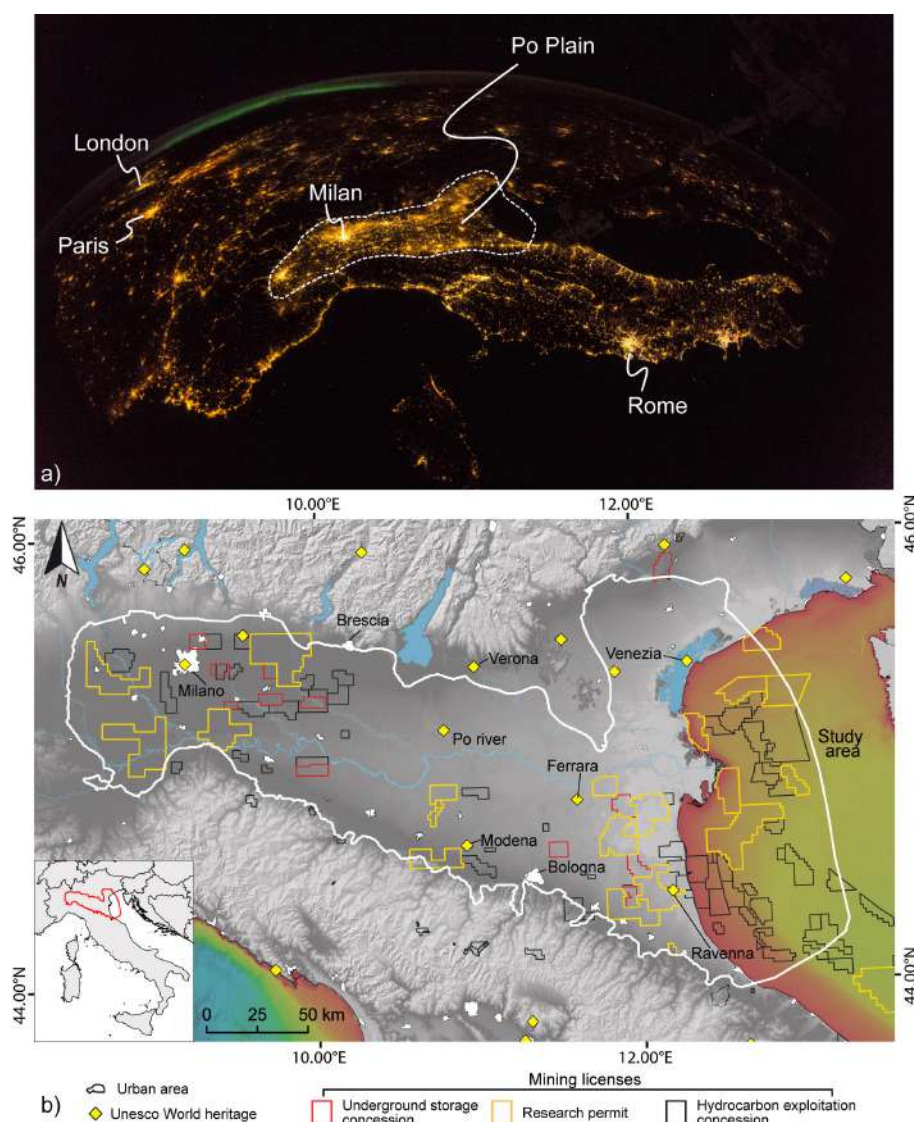 Po Plain
London
Milan
Paris
Rome
a)
10.00°E 12.00°E
46.00°N 46.00°N
N
Brescia
Verona
Venezia
Milano
Po river
Study
area
Ferrara
Modena
Bologna
Ravenna
44.00°N 44.00°N
0 25 50 km
10.00°E 12.00°E
Mining licenses
Urban area
b) Unesco World heritage
Underground storage
concession
Research permit
Hydrocarbon exploitation
concession